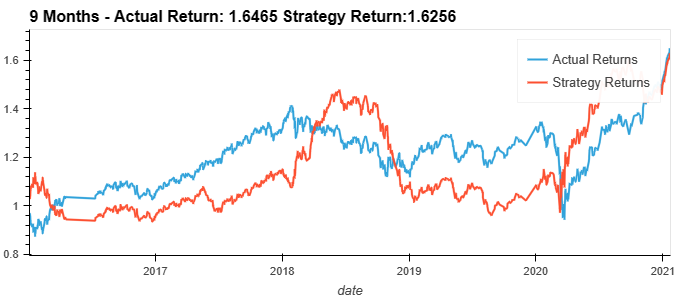 9 Months - Actual Return: 1.6465 Strategy Return:1.6256
Actual Returns
Strategy Returns
1.6
1.4
1.2
1
0.8
2017 2018 2019 2020 2021
date